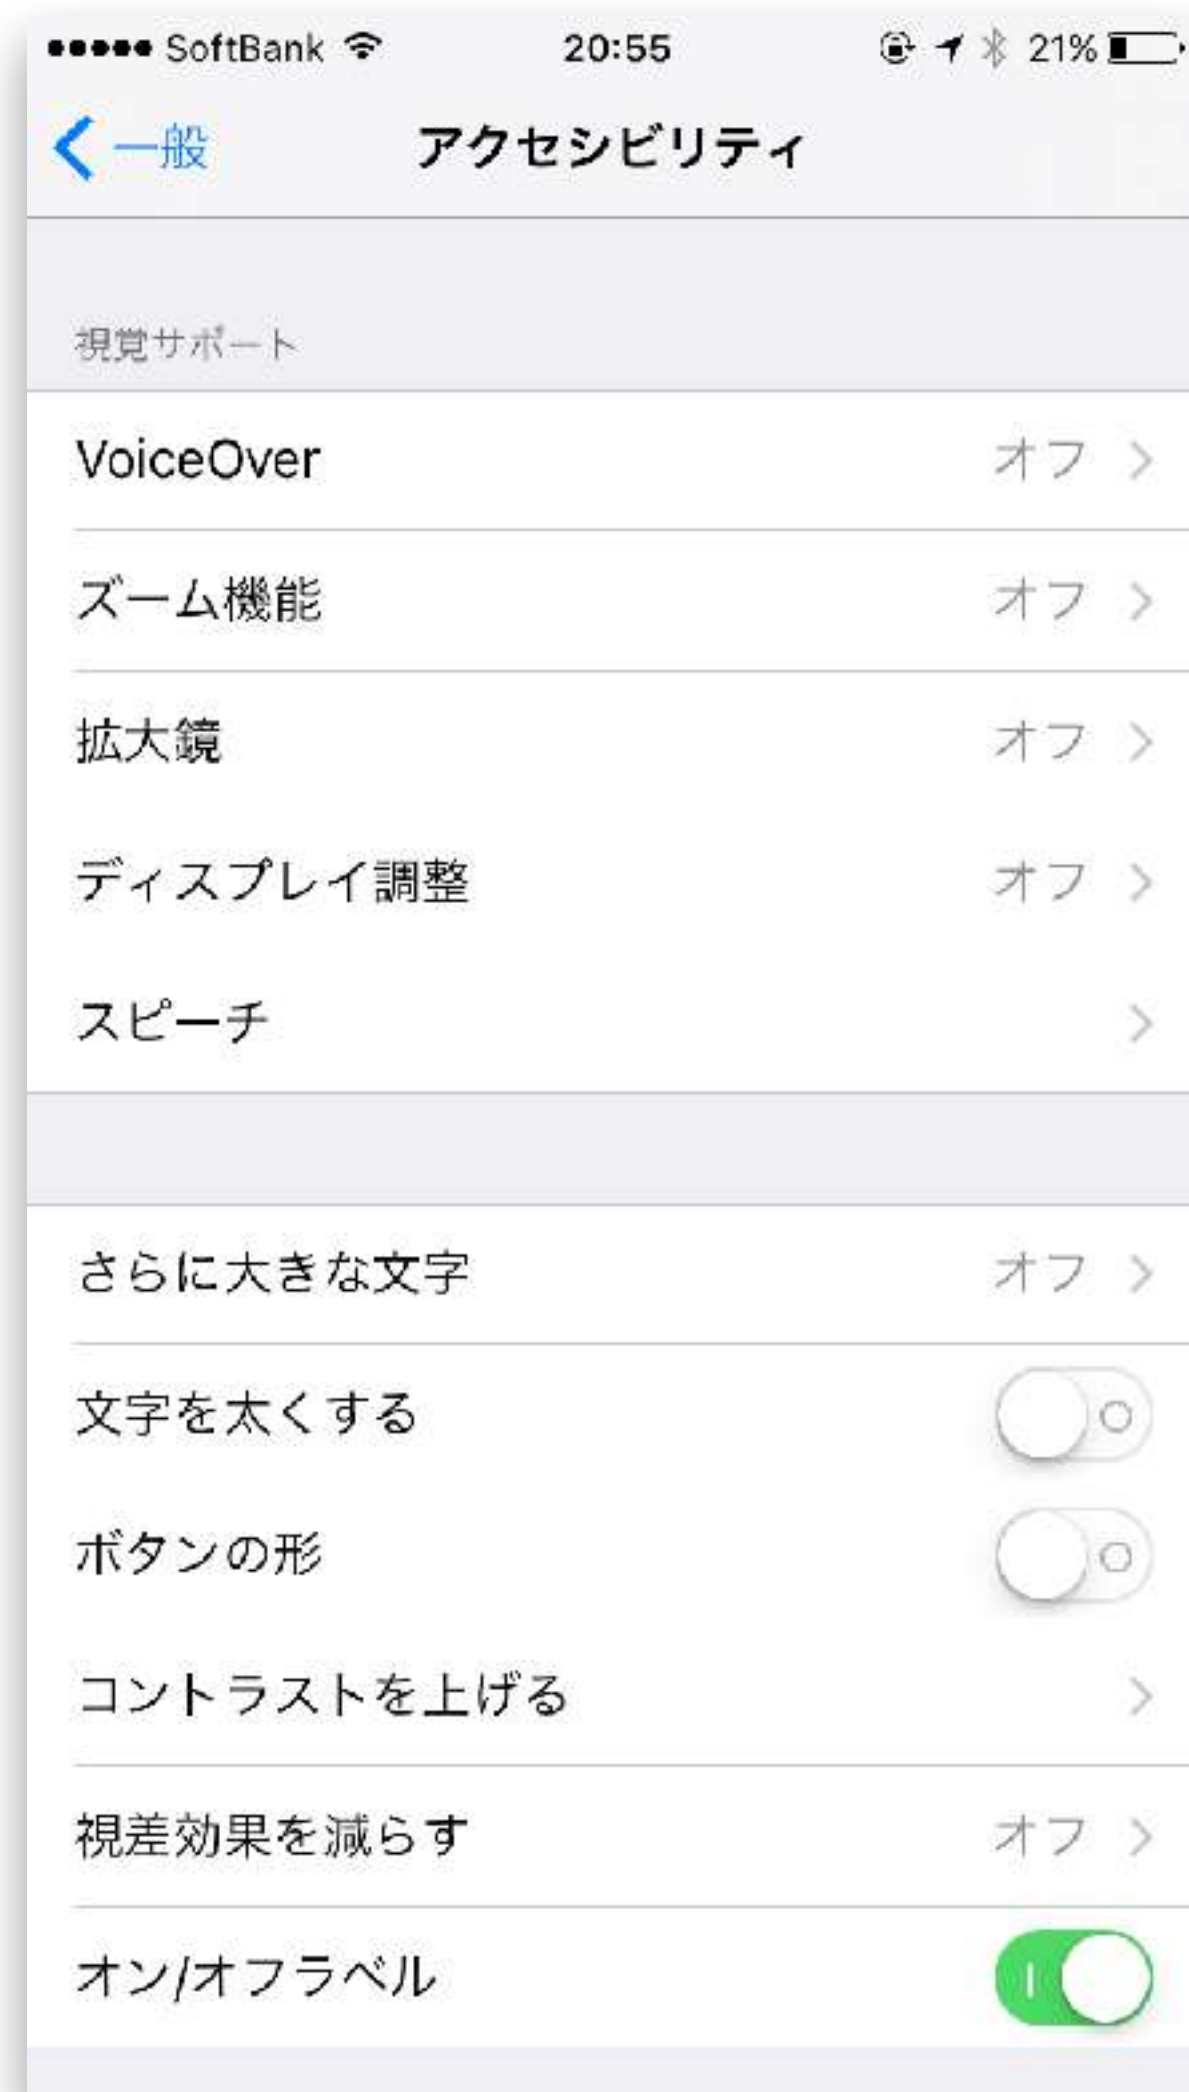 SoftBank 20:55 21%
一般 アクセシビリティ
視覚サポート
VoiceOver オフ
ズーム機能 オフ
拡大鏡 オフ
ディスプレイ調整 オフ
スピーチ
さらに大きな文字 オフ
文字を太くする
ボタンの形
コントラストを上げる
視差効果を減らす オフ
オン/オフラベル